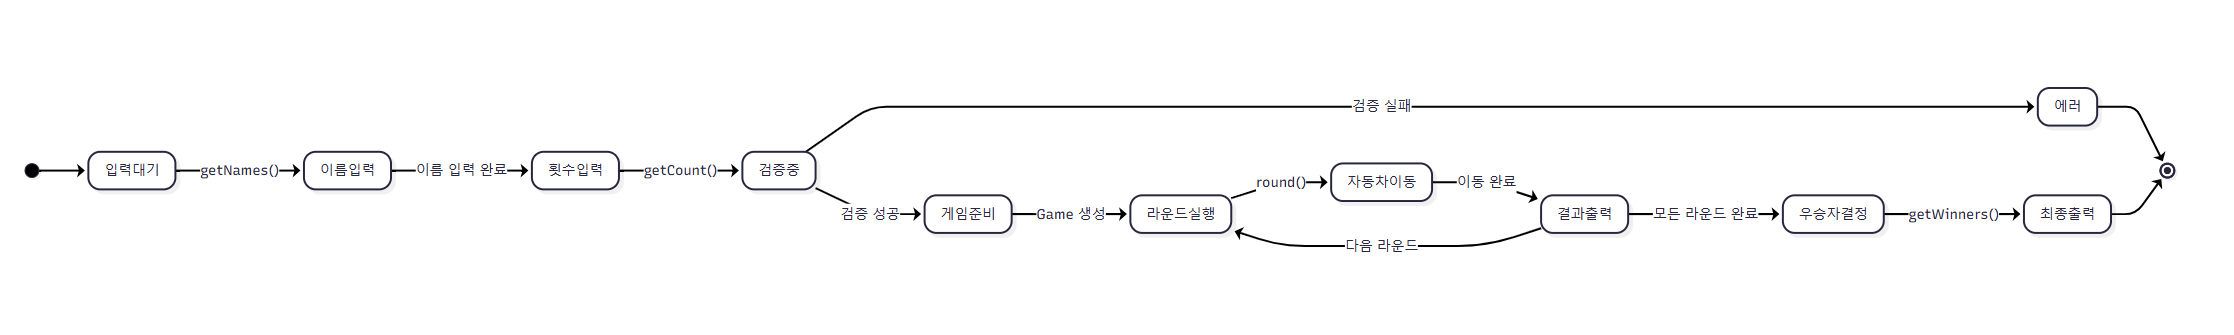 검증 실패
에러
입력대기
getNames()
이름입력
이름 입력 완료
횟수입력
getCount()
검증중
round()
자동차이동
이동 완료
검증 성공
게임준비
Game 생성
라운드실행
결과출력
모든 라운드 완료
우승자결정
getWinners()
최종출력
다음 라운드